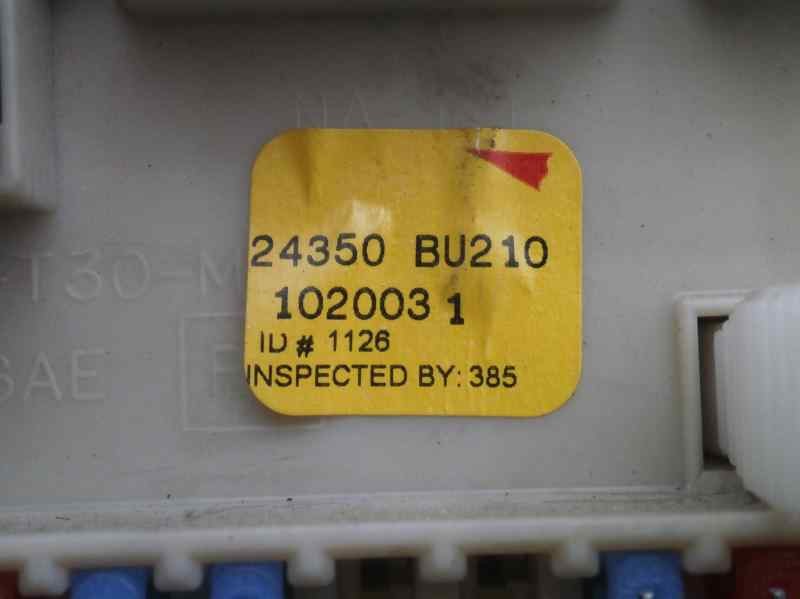 24350 BU210
102003 1
ID # 1126
INSPECTED BY: 385